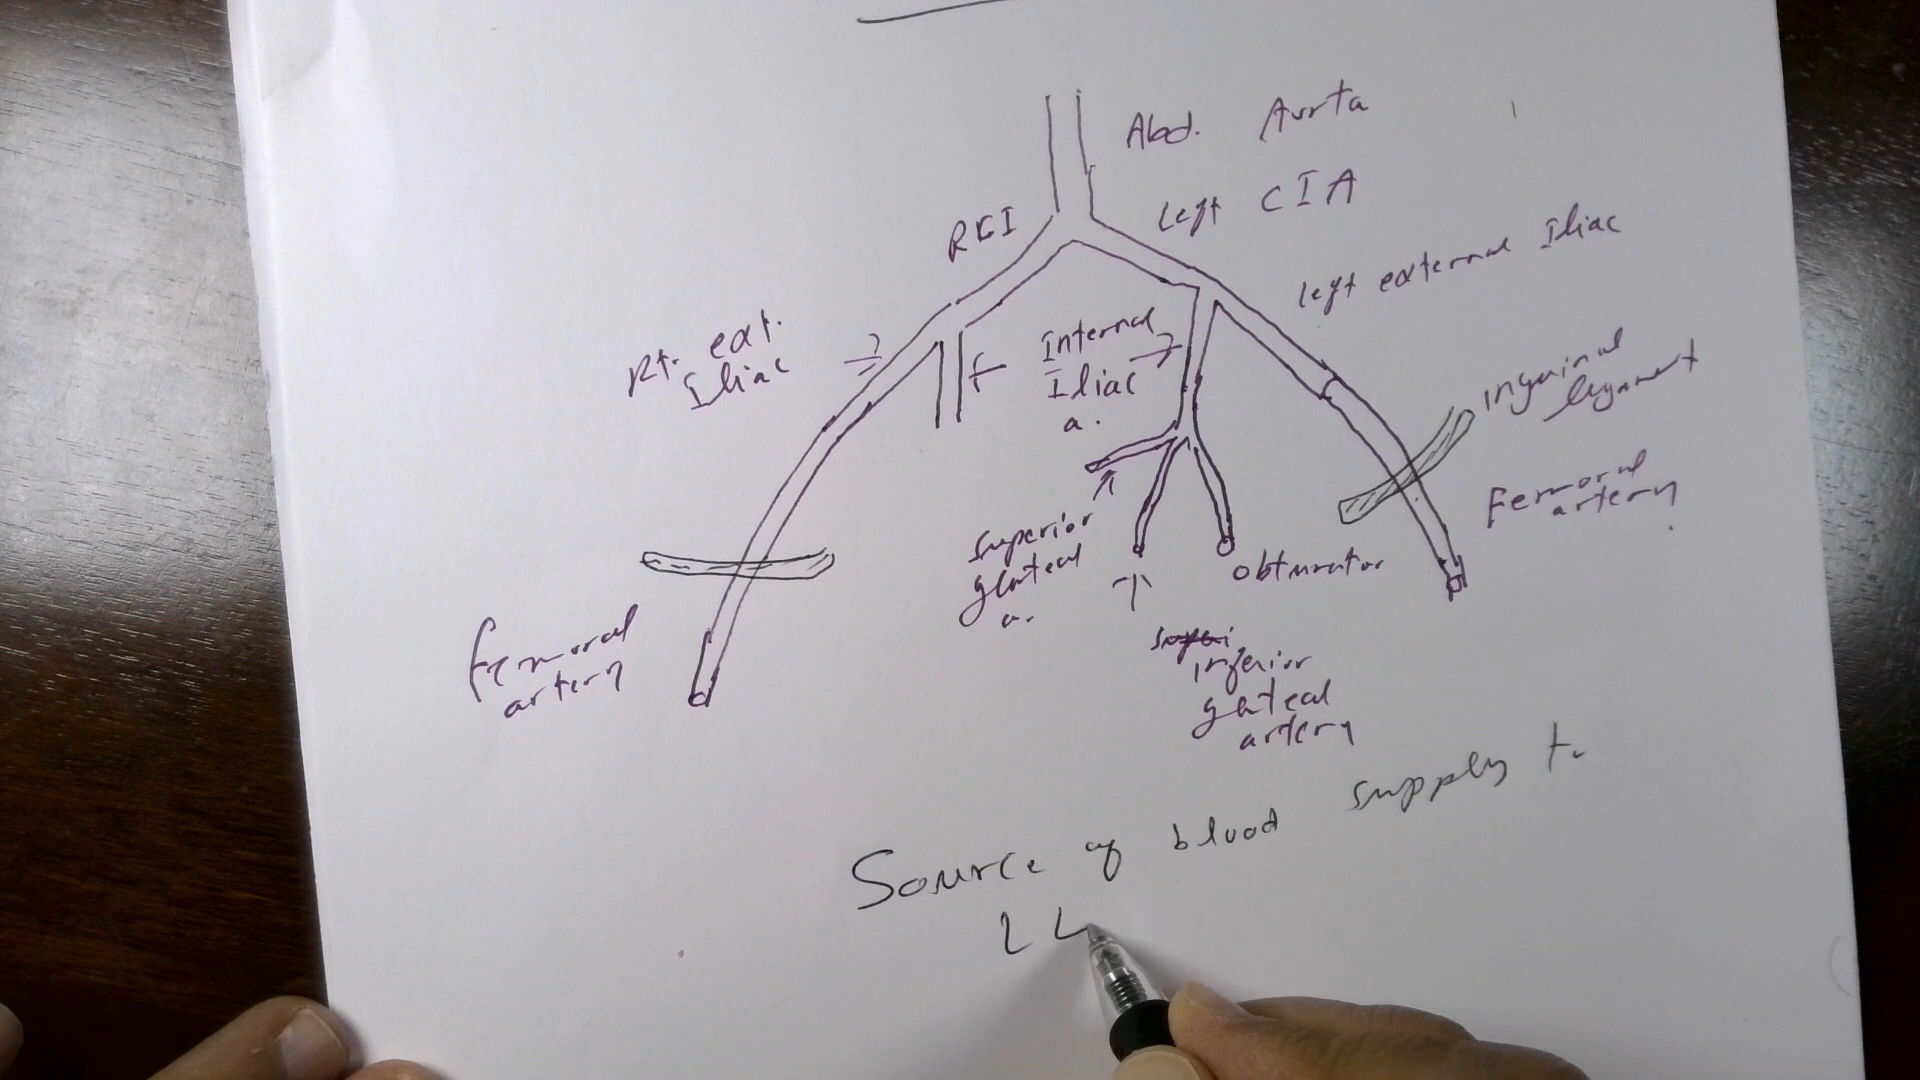 Abd. Aurta
Left CIA
RCI
left external Iliac
Rt. ext.
Iliac
Internal
Iliac
a.
inguinal
ligament
Femoral
artery
superior
gluteal
a.
obturator
inferior
gluteal
artery
femoral
artery
Source of blood supply to
LL